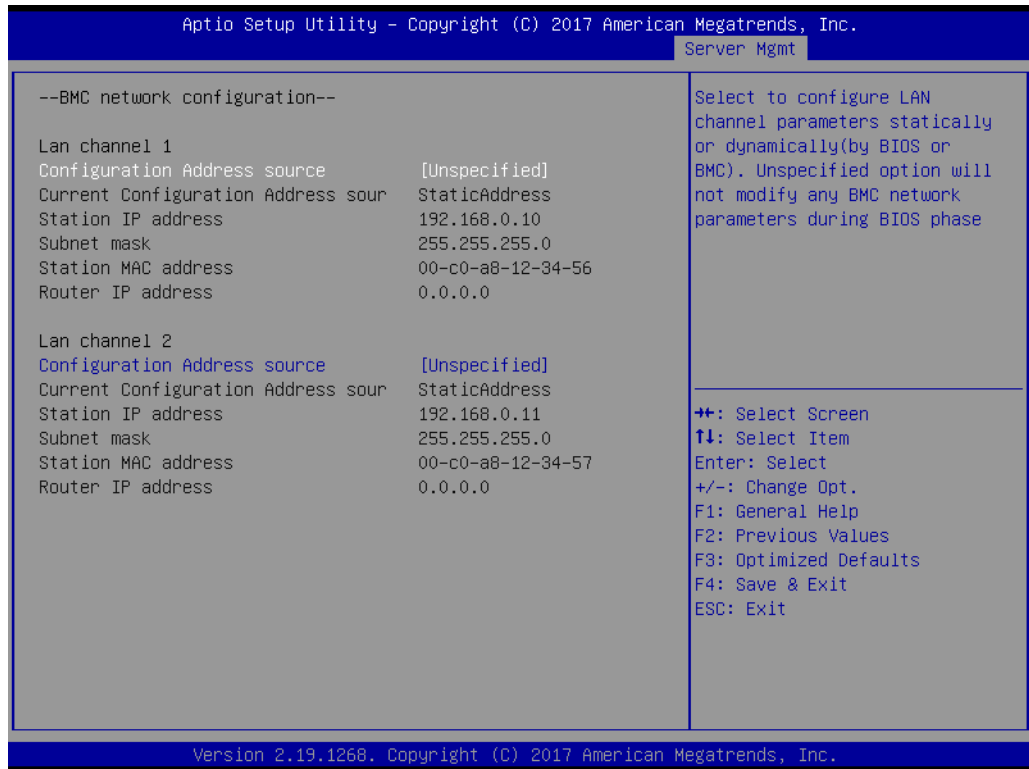 Aptio Setup Utility – Copyright (C) 2017 American Megatrends, Inc.
Server Mgmt
--BMC network configuration--
Lan channel 1
Configuration Address source [Unspecified]
Current Configuration Address sour StaticAddress
Station IP address 192.168.0.10
Subnet mask 255.255.255.0
Station MAC address 00-c0-a8-12-34-56
Router IP address 0.0.0.0
Lan channel 2
Configuration Address source [Unspecified]
Current Configuration Address sour StaticAddress
Station IP address 192.168.0.11
Subnet mask 255.255.255.0
Station MAC address 00-c0-a8-12-34-57
Router IP address 0.0.0.0
Select to configure LAN
channel parameters statically
or dynamically(by BIOS or
BMC). Unspecified option will
not modify any BMC network
parameters during BIOS phase
→←: Select Screen
↑↓: Select Item
Enter: Select
+/-: Change Opt.
F1: General Help
F2: Previous Values
F3: Optimized Defaults
F4: Save & Exit
ESC: Exit
Version 2.19.1268. Copyright (C) 2017 American Megatrends, Inc.